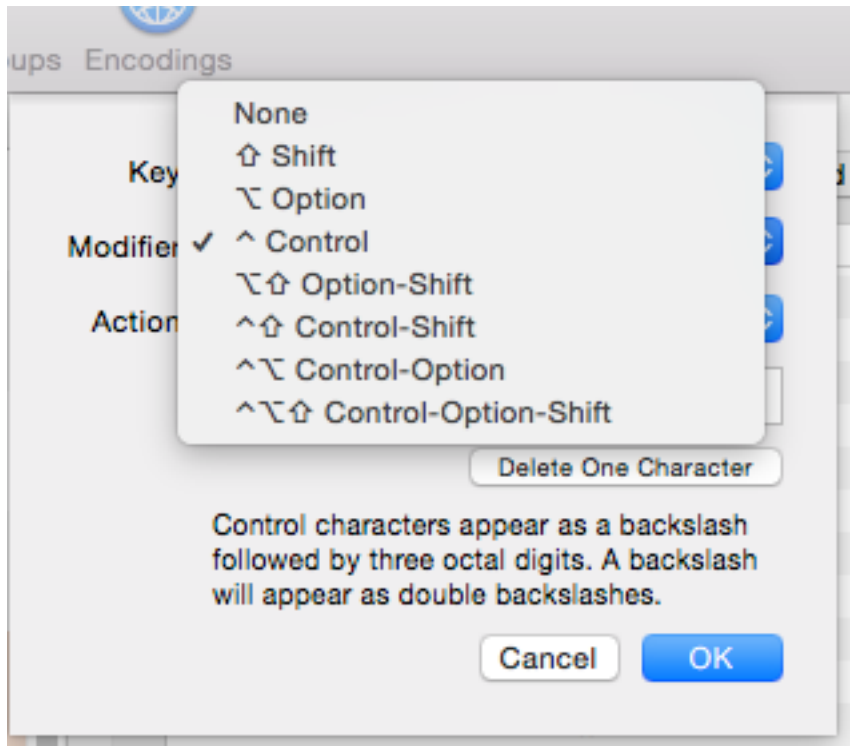 ups Encodings
None
⇧ Shift
Key
⌥ Option
Modifier ✓ ^ Control
⌥⇧ Option-Shift
Action
^⇧ Control-Shift
^⌥ Control-Option
^⌥⇧ Control-Option-Shift
Delete One Character
Control characters appear as a backslash
followed by three octal digits. A backslash
will appear as double backslashes.
Cancel OK